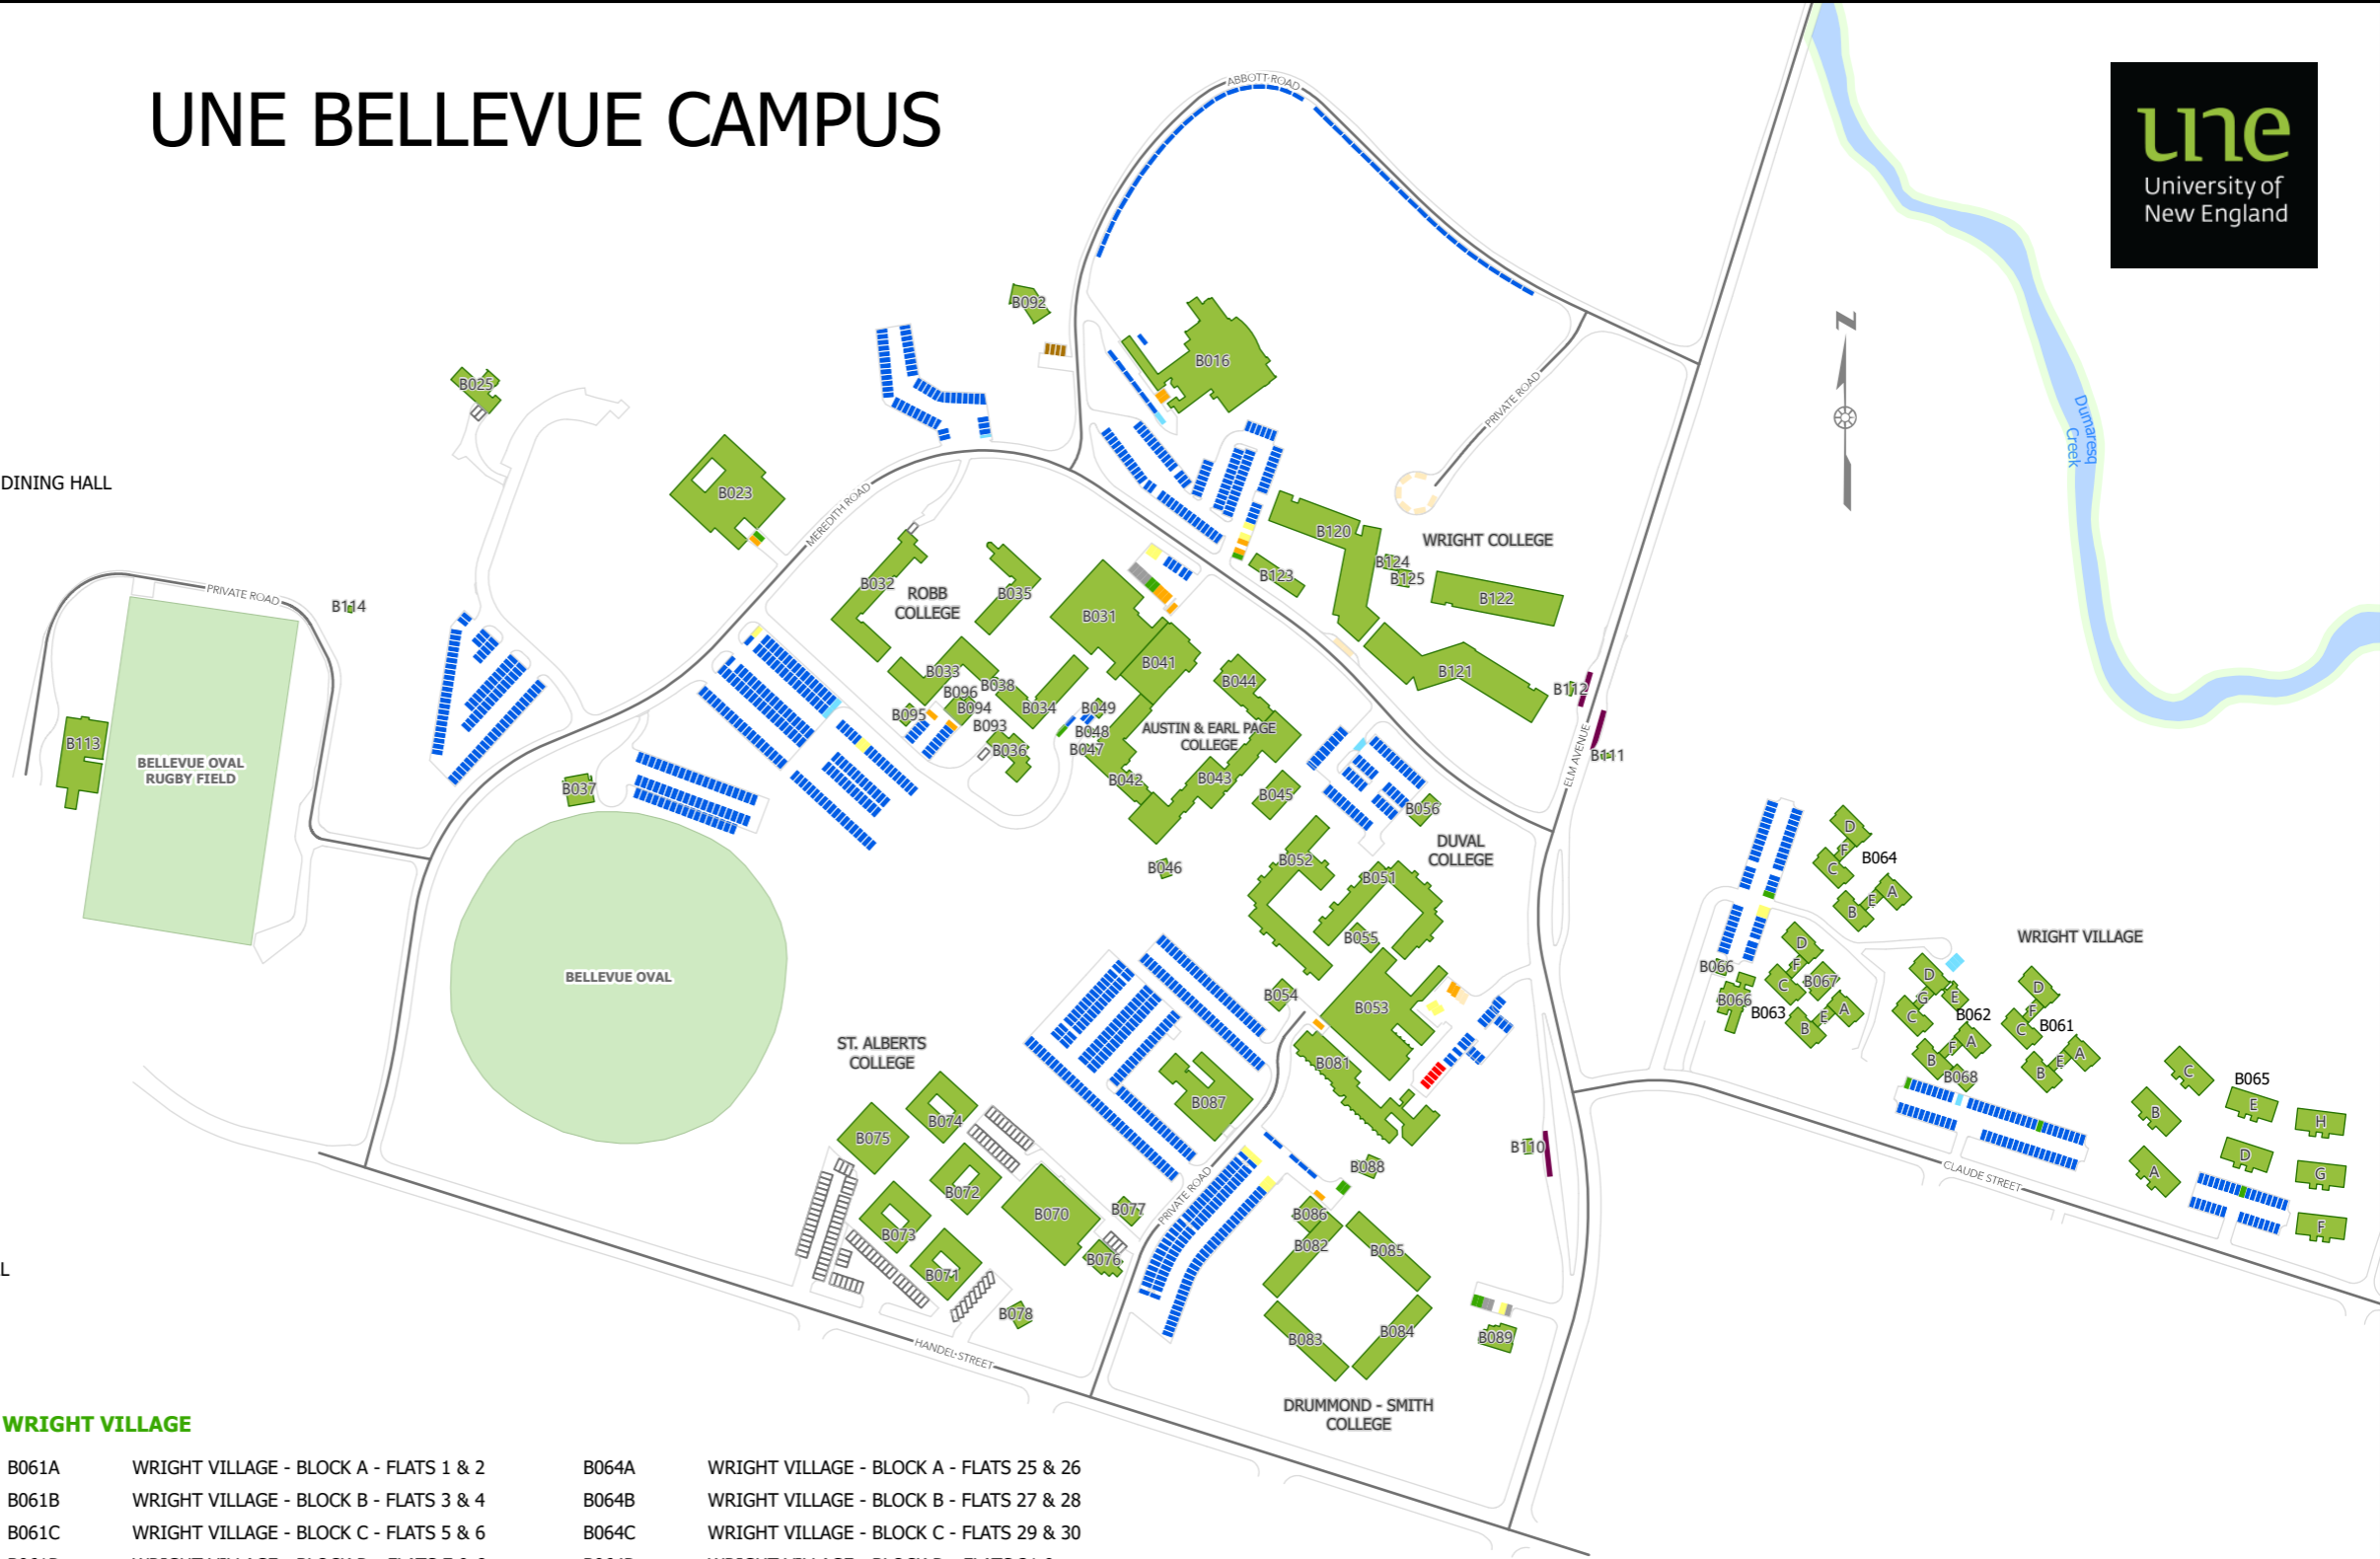 UNE BELLEVUE CAMPUS
une
University of
New England
ABBOTT ROAD
Dumaresq
Creek
PRIVATE ROAD
MEREDITH ROAD
PRIVATE ROAD
ELM AVENUE
PRIVATE ROAD
CLAUDE STREET
HANDEL STREET
DINING HALL
L
B092
B016
B025
B023
B114
B113
BELLEVUE OVAL
RUGBY FIELD
B037
BELLEVUE OVAL
ROBB
COLLEGE
B032
B035
B031
B033
B038
B096
B094
B095
B093
B034
B036
B049
B048
B047
B041
B044
AUSTIN & EARL PAGE
COLLEGE
B042
B043
B045
B046
WRIGHT COLLEGE
B120
B124
B125
B123
B122
B121
B112
B111
B056
DUVAL
COLLEGE
B052
B051
B055
B054
B053
B081
B087
B088
B110
ST. ALBERTS
COLLEGE
B075
B074
B072
B073
B070
B071
B077
B076
B078
B086
B082
B085
B083
B084
B089
DRUMMOND - SMITH
COLLEGE
WRIGHT VILLAGE
D
F
C
B064
A
E
B
B066
B066
D
F
C
B067
A
E
B
B063
D
G
E
C
B062
A
F
B
B068
D
F
C
B061
A
E
B
C
B065
B
E
H
A
D
G
F
WRIGHT VILLAGE
B061A WRIGHT VILLAGE - BLOCK A - FLATS 1 & 2 B064A WRIGHT VILLAGE - BLOCK A - FLATS 25 & 26
B061B WRIGHT VILLAGE - BLOCK B - FLATS 3 & 4 B064B WRIGHT VILLAGE - BLOCK B - FLATS 27 & 28
B061C WRIGHT VILLAGE - BLOCK C - FLATS 5 & 6 B064C WRIGHT VILLAGE - BLOCK C - FLATS 29 & 30